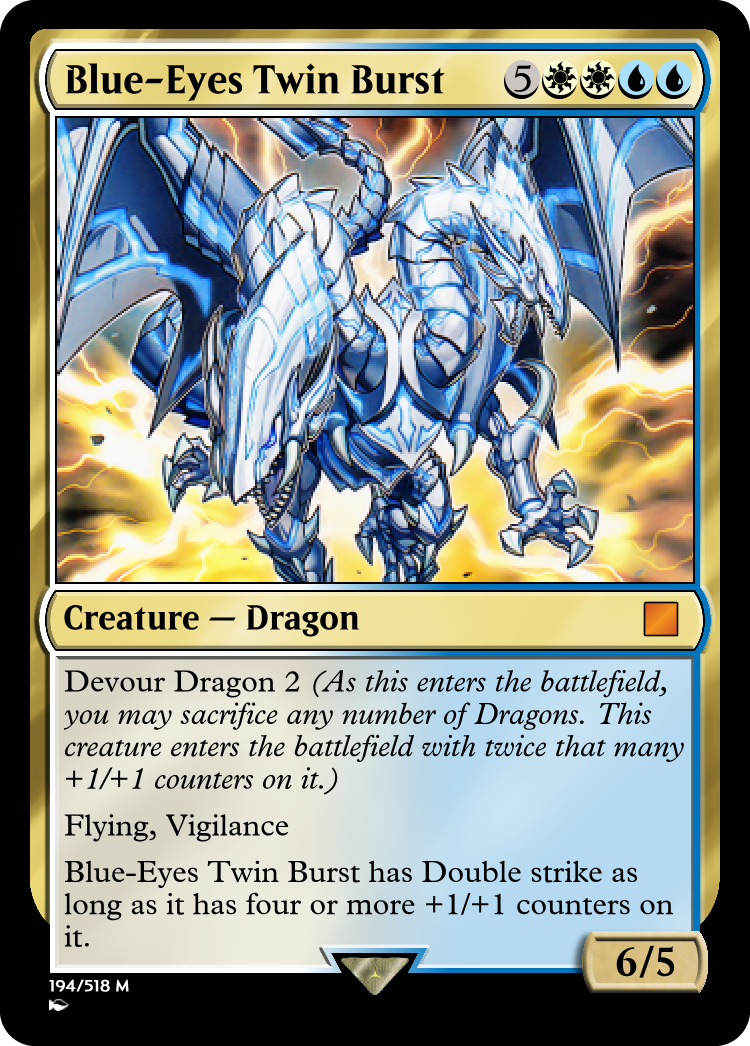 Blue-Eyes Twin Burst 5
Creature — Dragon
Devour Dragon 2 (As this enters the battlefield,
you may sacrifice any number of Dragons. This
creature enters the battlefield with twice that many
+1/+1 counters on it.)
Flying, Vigilance
Blue-Eyes Twin Burst has Double strike as
long as it has four or more +1/+1 counters on
it.
6/5
194/518 M